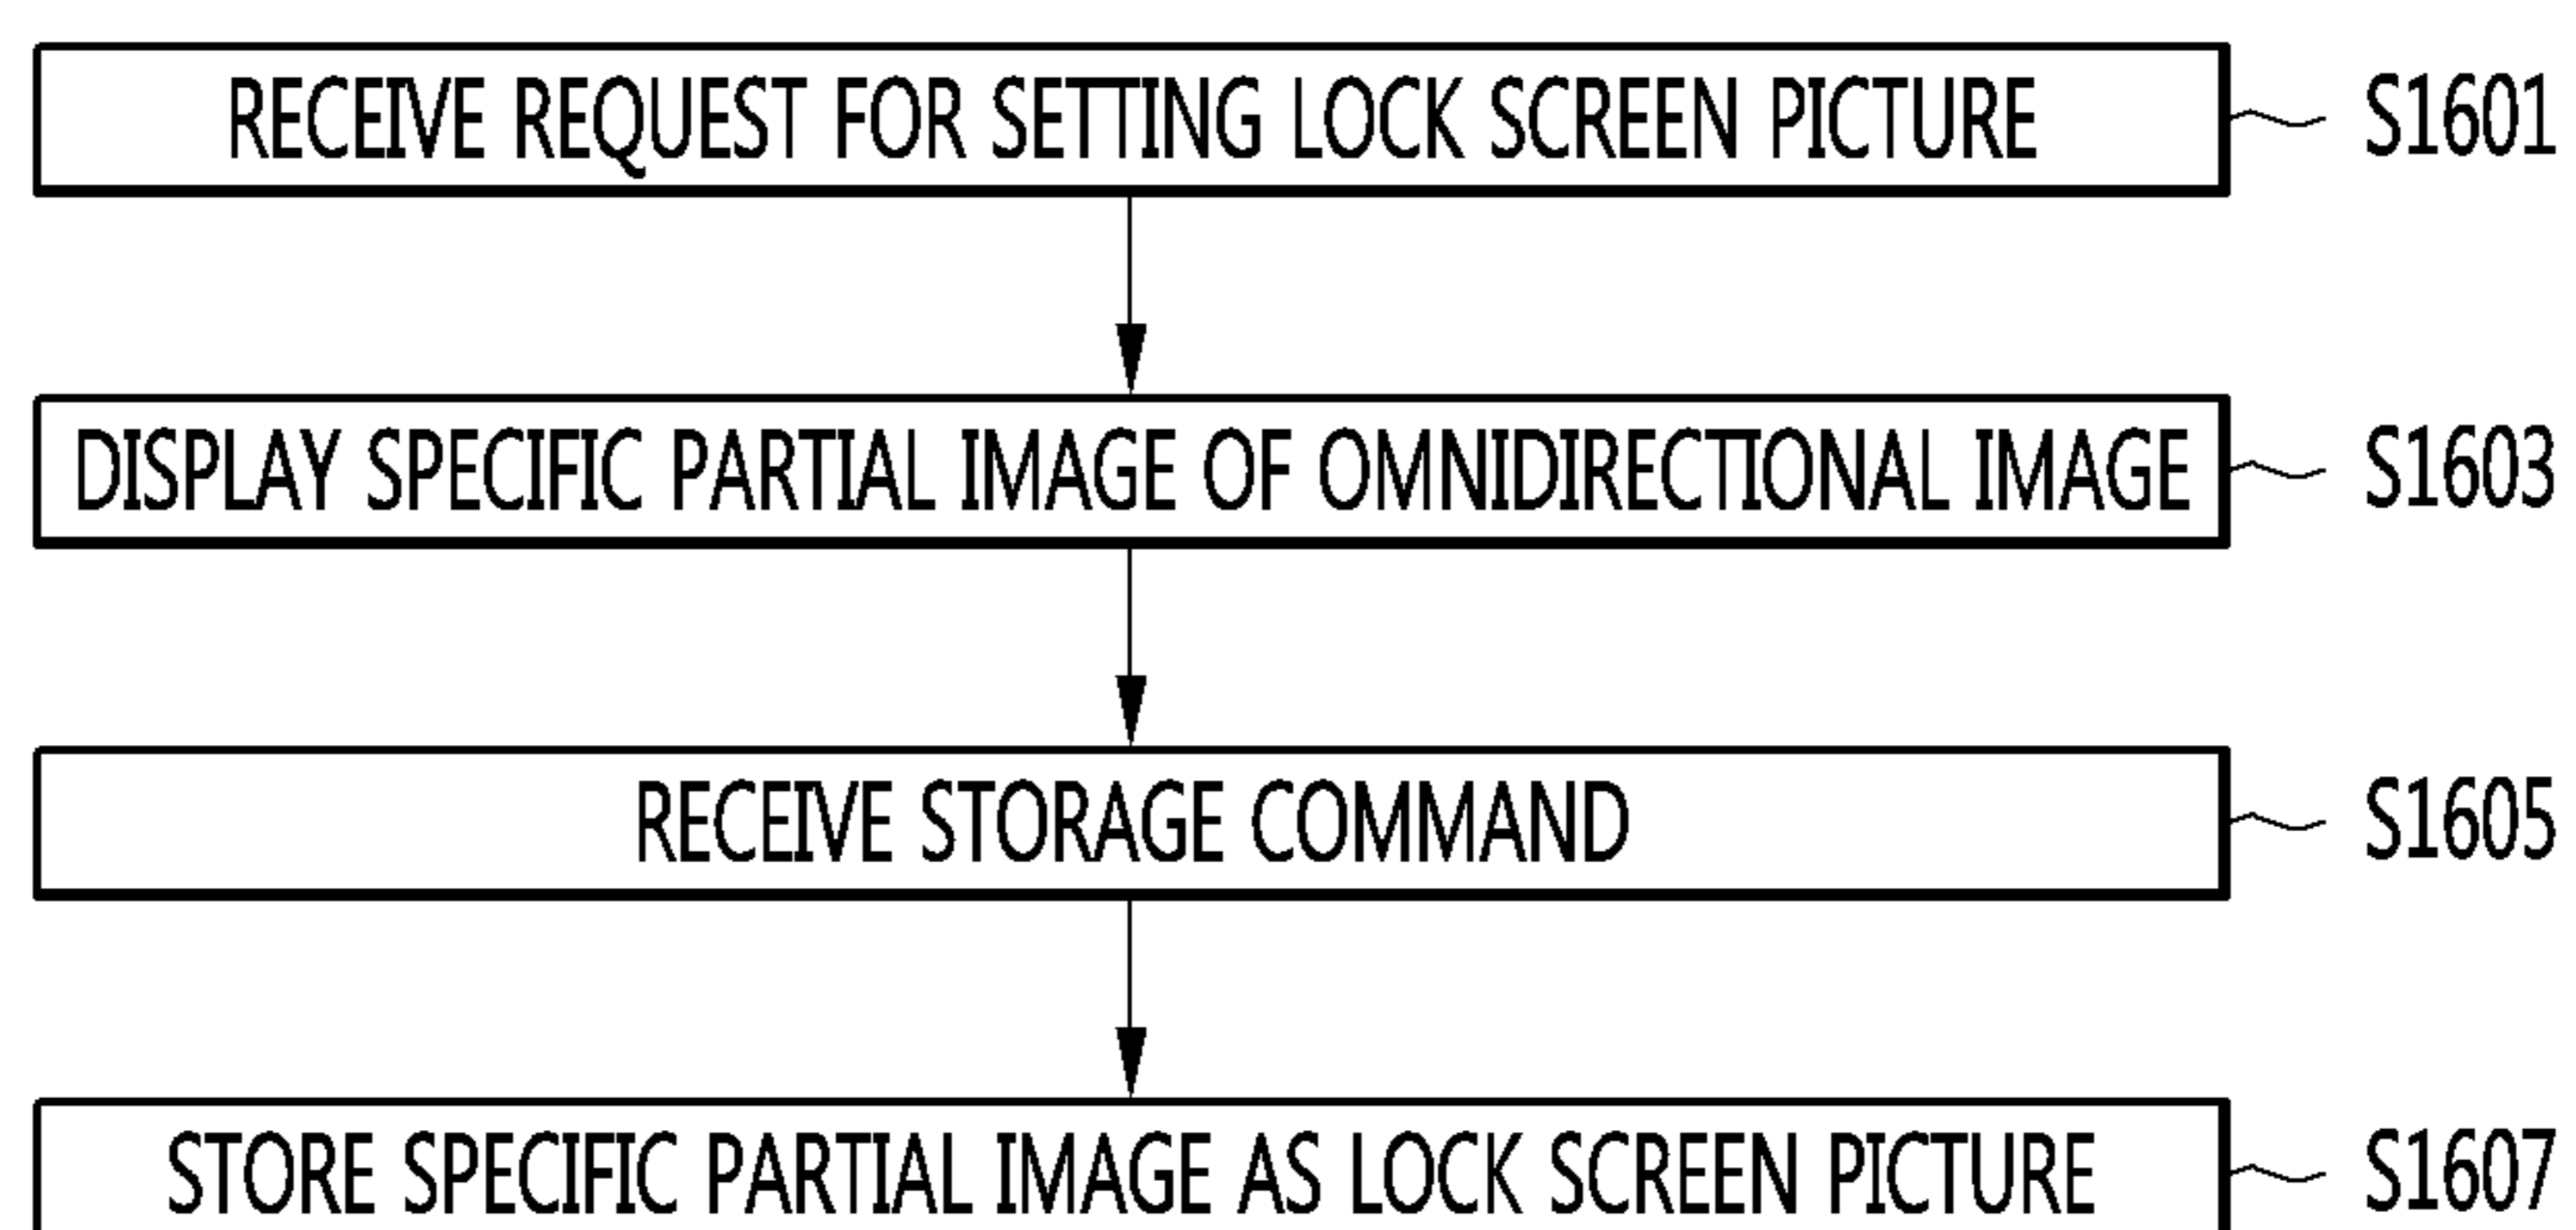 RECEIVE REQUEST FOR SETTING LOCK SCREEN PICTURE S1601
DISPLAY SPECIFIC PARTIAL IMAGE OF OMNIDIRECTIONAL IMAGE S1603
RECEIVE STORAGE COMMAND S1605
STORE SPECIFIC PARTIAL IMAGE AS LOCK SCREEN PICTURE S1607